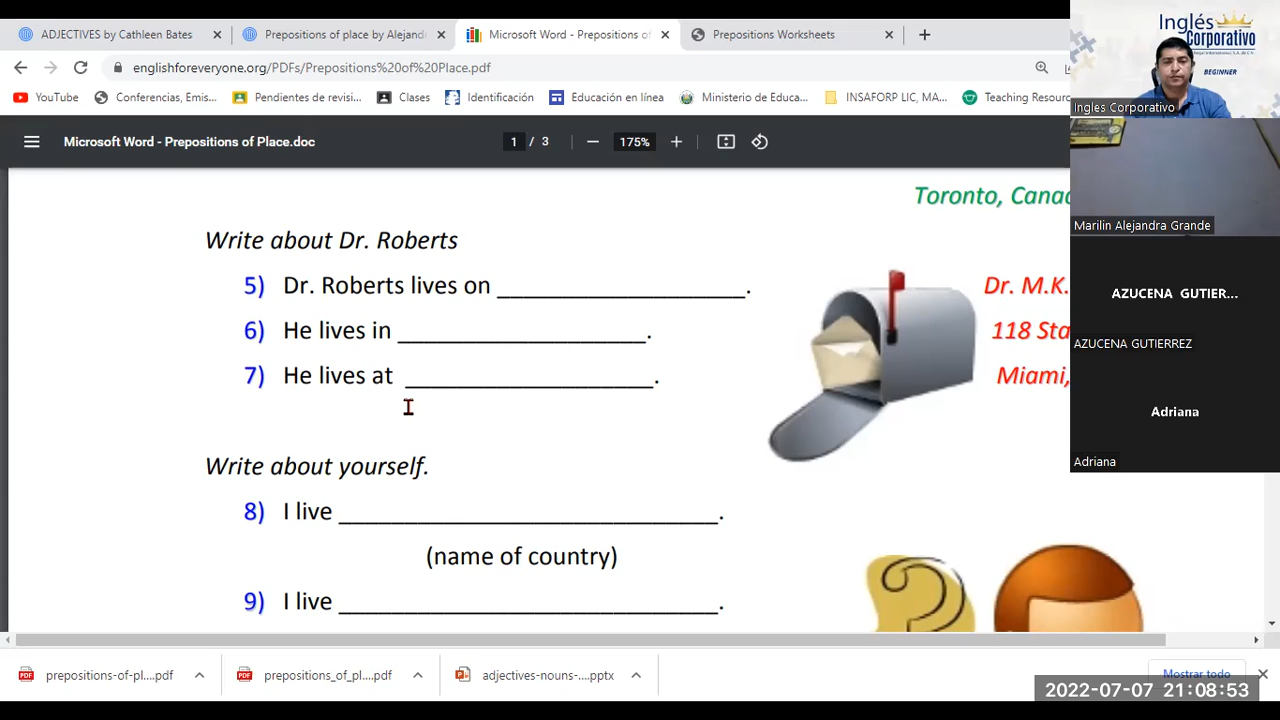 ADJECTIVES by Cathleen Bates
Prepositions of place by Alejand
Microsoft Word - Prepositions of
Prepositions Worksheets
englishforeveryone.org/PDFs/Prepositions%20of%20Place.pdf
YouTube
Conferencias, Emis...
Pendientes de revisi...
Clases
Identificación
Educación en línea
Ministerio de Educa...
INSAFORP LIC, MA...
Teaching Resour
Microsoft Word - Prepositions of Place.doc
1 / 3
175%
Toronto, Canad
Write about Dr. Roberts
5) Dr. Roberts lives on ____________________.
6) He lives in ____________________.
7) He lives at ____________________.
Dr. M.K.
118 Sta
Miami,
Write about yourself.
8) I live ______________________________.
(name of country)
9) I live ______________________________.
Inglés
Corporativo
BEGINNER
Ingles Corporativo
Marilin Alejandra Grande
AZUCENA GUTIER...
AZUCENA GUTIERREZ
Adriana
Adriana
prepositions-of-pl....pdf
prepositions_of_pl....pdf
adjectives-nouns-....pptx
Mostrar todo
2022-07-07 21:08:53